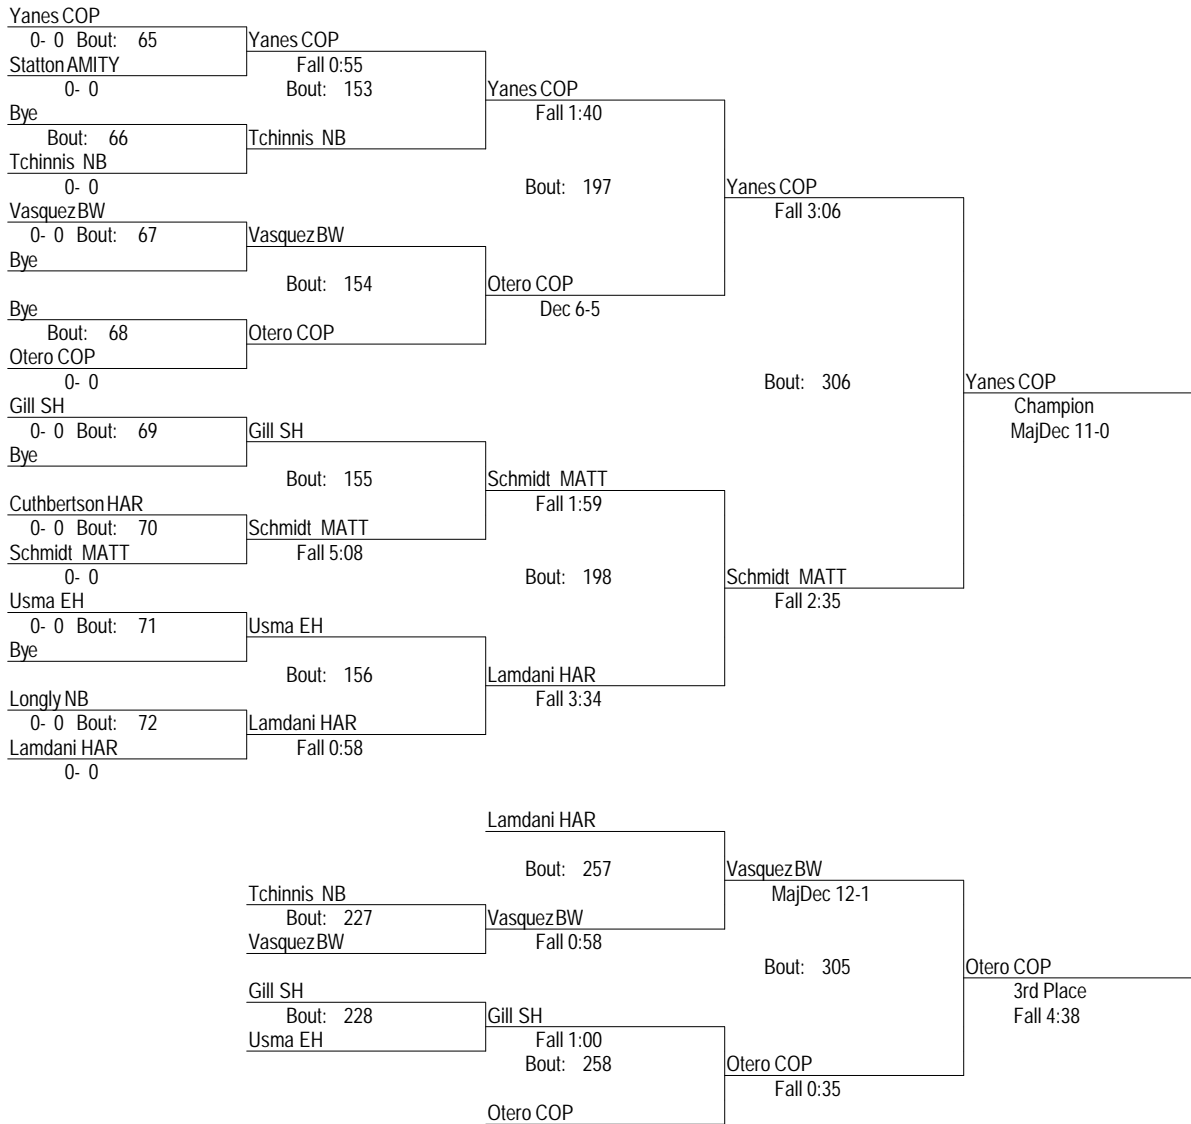 Yanes COP
0- 0 Bout: 65
Yanes COP
Statton AMITY
Fall 0:55
0- 0
Bout: 153
Yanes COP
Bye
Fall 1:40
Bout: 66
Tchinnis NB
Tchinnis NB
0- 0
Bout: 197
Yanes COP
Vasquez BW
Fall 3:06
0- 0 Bout: 67
Vasquez BW
Bye
Bout: 154
Otero COP
Bye
Dec 6-5
Bout: 68
Otero COP
Otero COP
0- 0
Bout: 306
Yanes COP
Gill SH
Champion
0- 0 Bout: 69
Gill SH
MajDec 11-0
Bye
Bout: 155
Schmidt MATT
Cuthbertson HAR
Fall 1:59
0- 0 Bout: 70
Schmidt MATT
Schmidt MATT
Fall 5:08
0- 0
Bout: 198
Schmidt MATT
Usma EH
Fall 2:35
0- 0 Bout: 71
Usma EH
Bye
Bout: 156
Lamdani HAR
Longly NB
Fall 3:34
0- 0 Bout: 72
Lamdani HAR
Lamdani HAR
Fall 0:58
0- 0
Lamdani HAR
Bout: 257
Vasquez BW
Tchinnis NB
MajDec 12-1
Bout: 227
Vasquez BW
Vasquez BW
Fall 0:58
Bout: 305
Otero COP
Gill SH
3rd Place
Bout: 228
Gill SH
Fall 4:38
Usma EH
Fall 1:00
Bout: 258
Otero COP
Fall 0:35
Otero COP